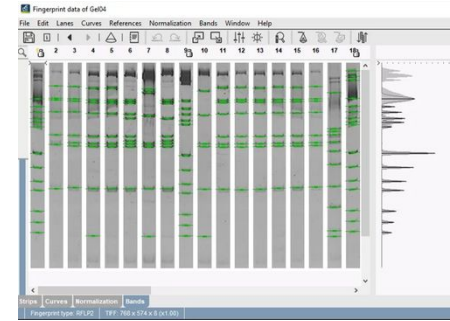 Fingerprint data of Gel04
File Edit Lanes Curves References Normalization Bands Window Help
2 3 4 5 6 7 8 9 10 11 12 13 14 15 16 17 18
Strips Curves Normalization Bands
Fingerprint type: RFLP2 TIFF: 768 x 574 x 8 (x1.00)